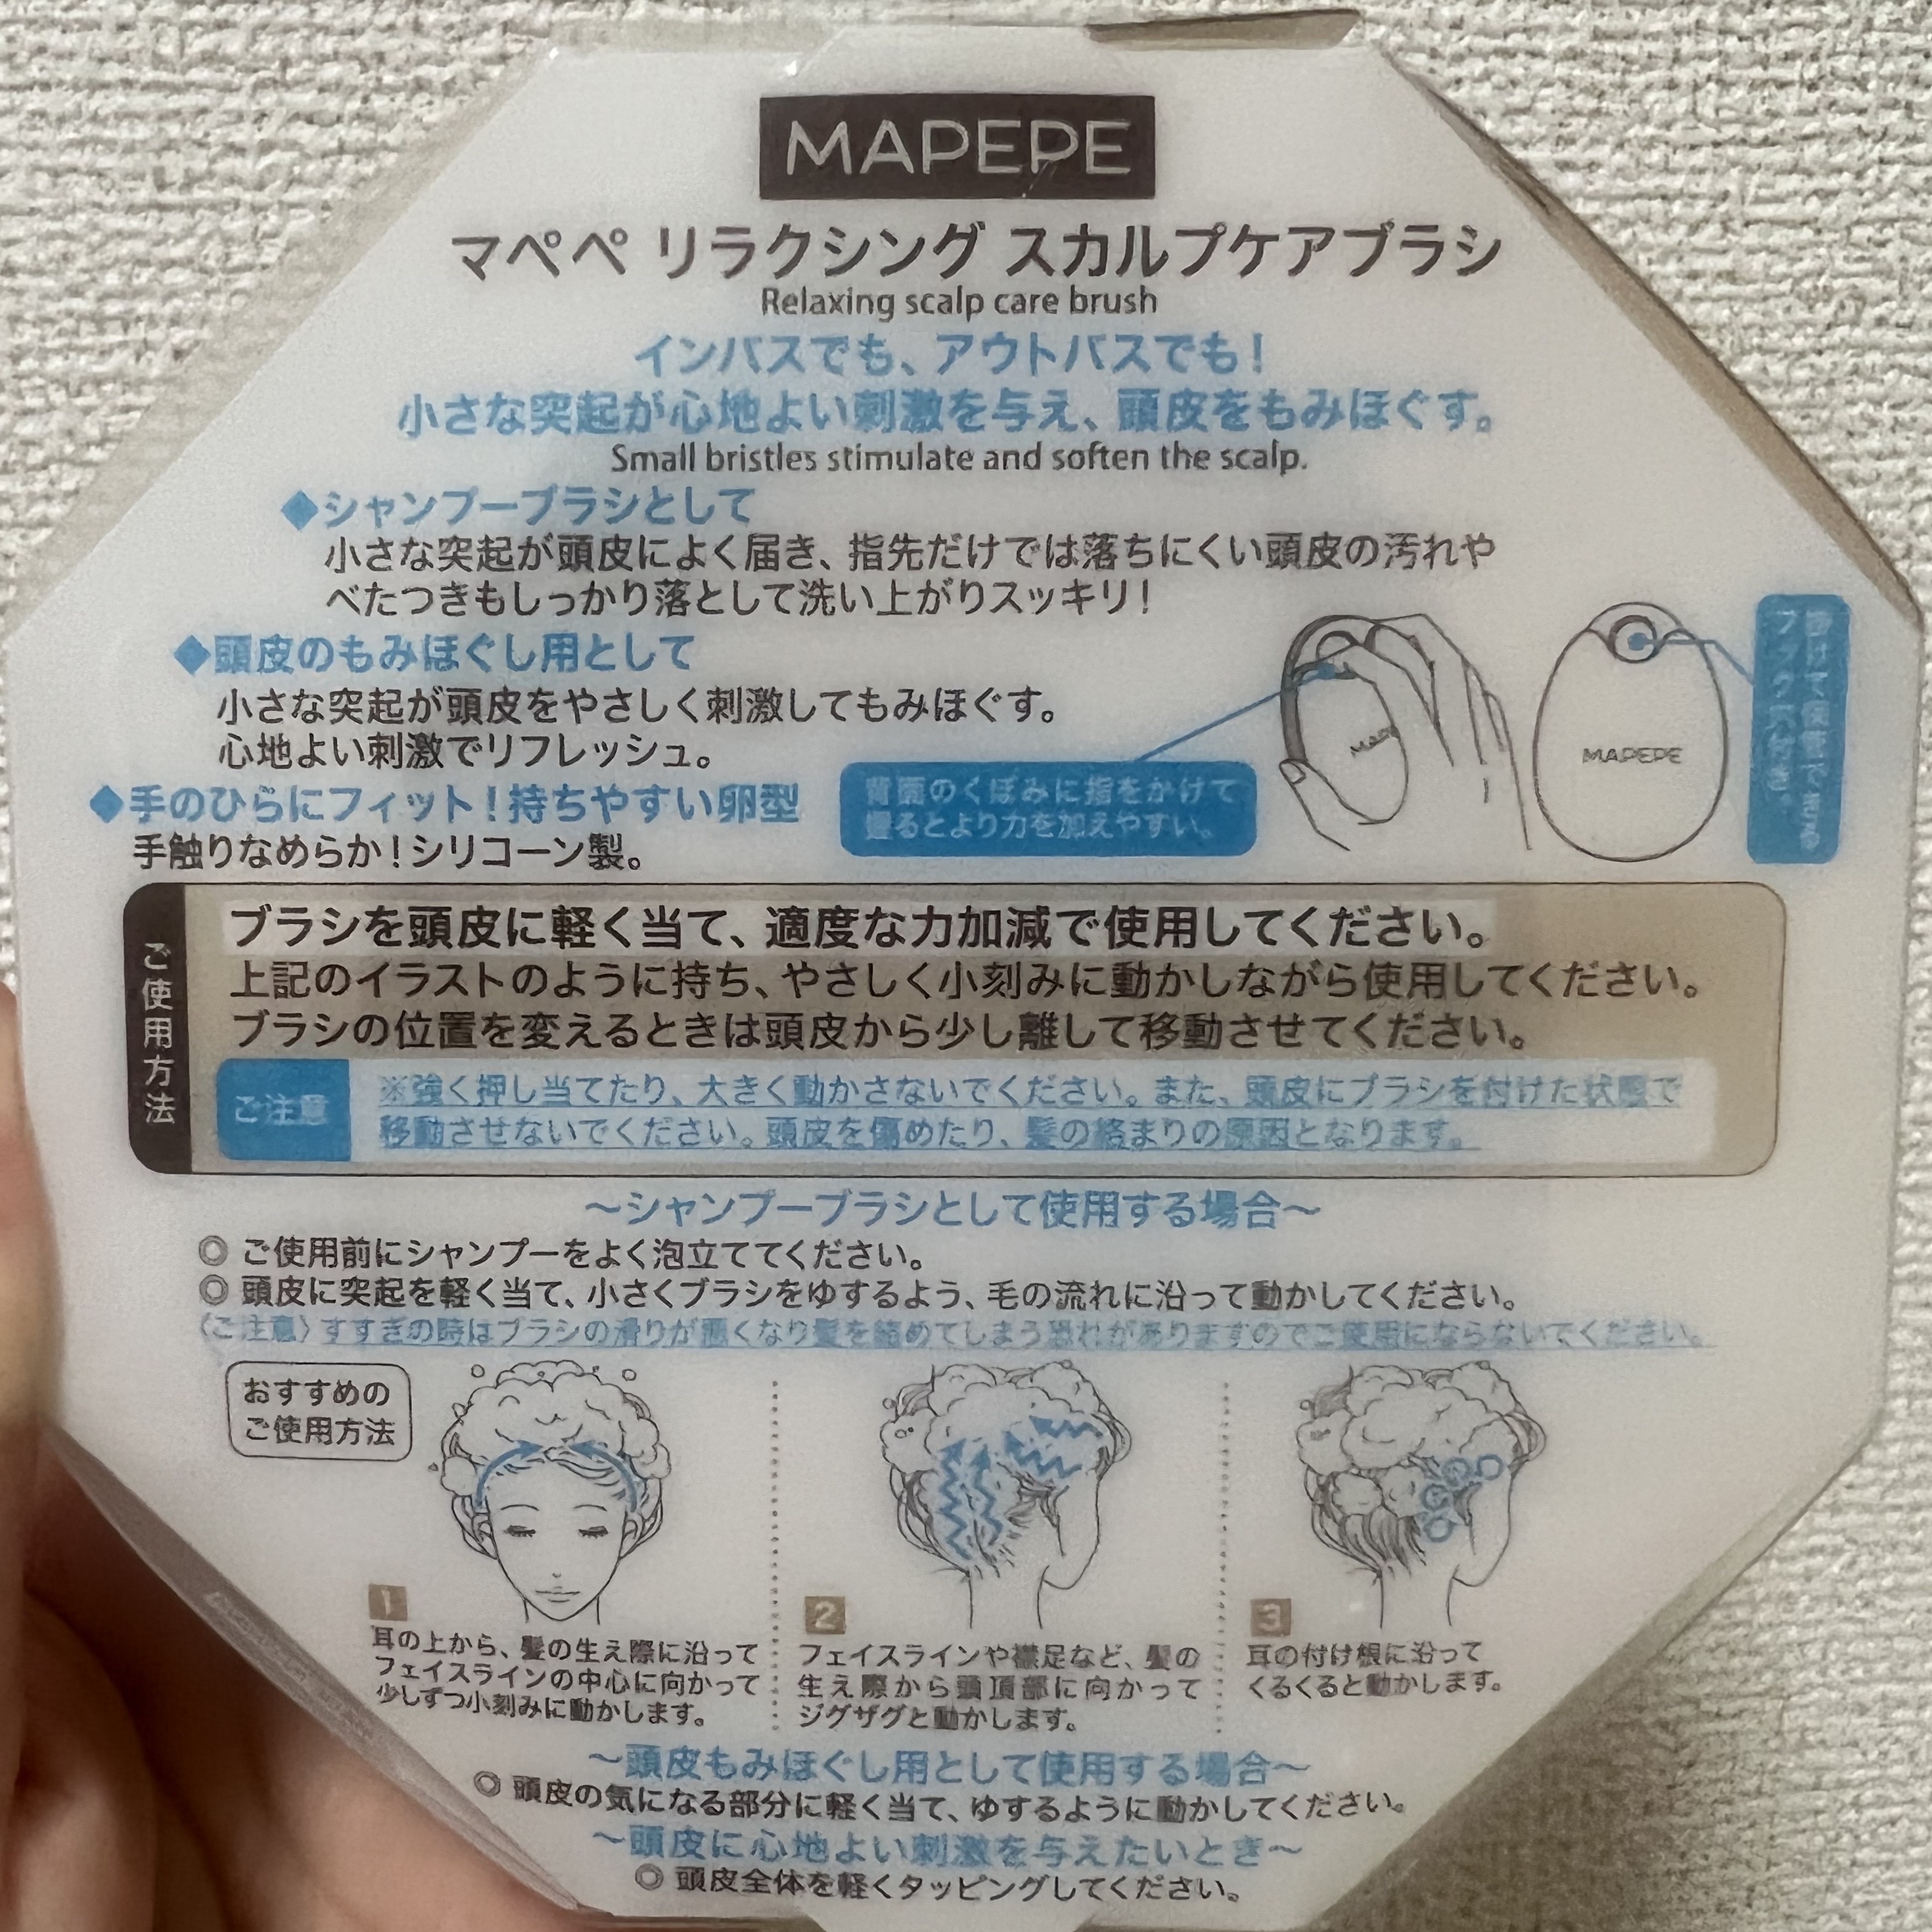 MAPEPE
マペペ リラクシング スカルプケアブラシ
Relaxing scalp care brush
インバスでも、アウトバスでも！
小さな突起が心地よい刺激を与え、頭皮をもみほぐす。
Small bristles stimulate and soften the scalp.
◆シャンプーブラシとして
小さな突起が頭皮によく届き、指先だけでは落ちにくい頭皮の汚れや
べたつきもしっかり落として洗い上がりスッキリ！
◆頭皮のもみほぐし用として
小さな突起が頭皮をやさしく刺激してもみほぐす。
心地よい刺激でリフレッシュ。
◆手のひらにフィット！持ちやすい卵型
手触りなめらか！シリコーン製。
背面のくぼみに指をかけて
握るとより力を加えやすい。
MAPE
MAPEPE
掛けて保管できる
フック穴付き。
ご使用方法
ブラシを頭皮に軽く当て、適度な力加減で使用してください。
上記のイラストのように持ち、やさしく小刻みに動かしながら使用してください。
ブラシの位置を変えるときは頭皮から少し離して移動させてください。
ご注意
※強く押し当てたり、大きく動かさないでください。また、頭皮にブラシを付けた状態で
移動させないでください。頭皮を傷めたり、髪の絡まりの原因となります。
～シャンプーブラシとして使用する場合～
◎ ご使用前にシャンプーをよく泡立ててください。
◎ 頭皮に突起を軽く当て、小さくブラシをゆするよう、毛の流れに沿って動かしてください。
〈ご注意〉すすぎの時はブラシの滑りが悪くなり髪を絡めてしまう恐れがありますのでご使用にならないでください。
おすすめの
ご使用方法
1
耳の上から、髪の生え際に沿って
フェイスラインの中心に向かって
少しずつ小刻みに動かします。
2
フェイスラインや襟足など、髪の
生え際から頭頂部に向かって
ジグザグと動かします。
3
耳の付け根に沿って
くるくると動かします。
～頭皮もみほぐし用として使用する場合～
◎ 頭皮の気になる部分に軽く当て、ゆするように動かしてください。
～頭皮に心地よい刺激を与えたいとき～
◎ 頭皮全体を軽くタッピングしてください。